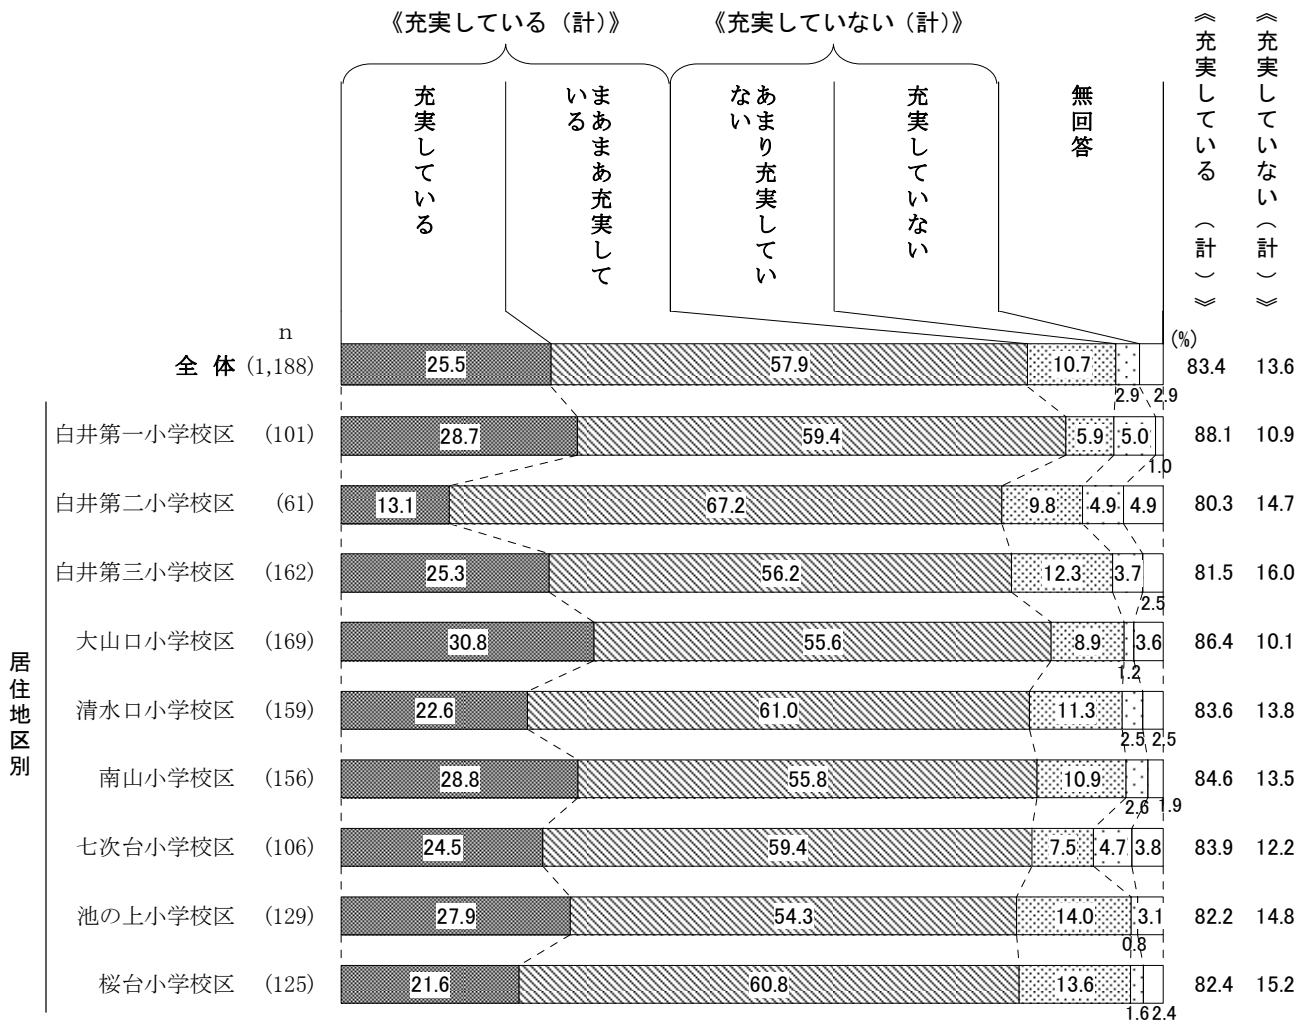 《充実している（計）》 《充実していない（計）》
充実している
まあまあ充実して
いる
あまり充実してい
ない
充実していない
無回答
《充実している（計）》
《充実していない（計）》
n
(%)
全 体 (1,188) 25.5 57.9 10.7 2.9 2.9 83.4 13.6
居住地区別
白井第一小学校区 (101) 28.7 59.4 5.9 5.0 1.0 88.1 10.9
白井第二小学校区 (61) 13.1 67.2 9.8 4.9 4.9 80.3 14.7
白井第三小学校区 (162) 25.3 56.2 12.3 3.7 2.5 81.5 16.0
大山口小学校区 (169) 30.8 55.6 8.9 1.2 3.6 86.4 10.1
清水口小学校区 (159) 22.6 61.0 11.3 2.5 2.5 83.6 13.8
南山小学校区 (156) 28.8 55.8 10.9 2.6 1.9 84.6 13.5
七次台小学校区 (106) 24.5 59.4 7.5 4.7 3.8 83.9 12.2
池の上小学校区 (129) 27.9 54.3 14.0 0.8 3.1 82.2 14.8
桜台小学校区 (125) 21.6 60.8 13.6 1.6 2.4 82.4 15.2